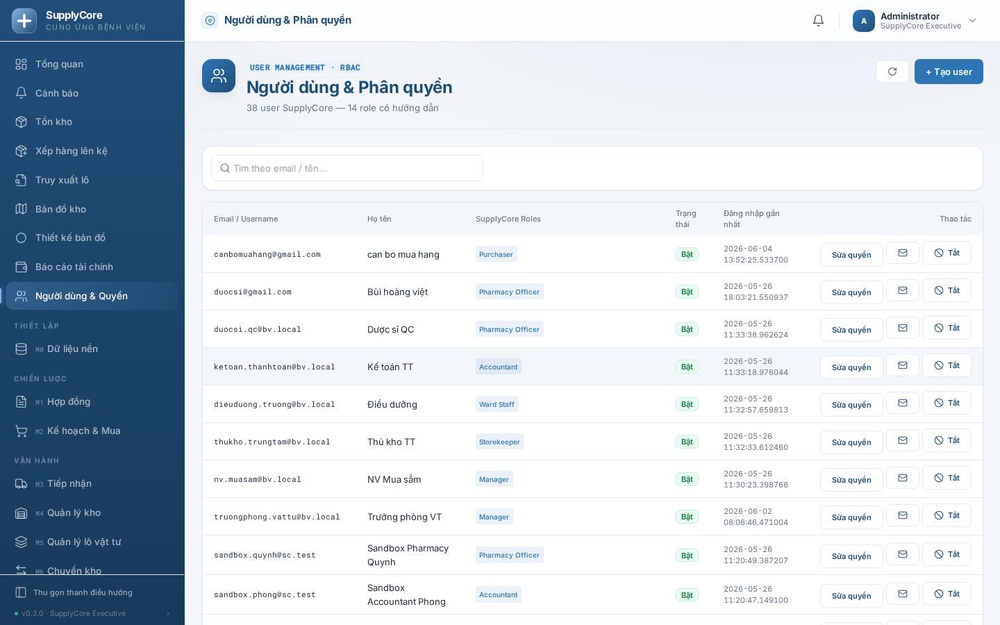 SupplyCore
CUNG ỨNG BỆNH VIỆN
Tổng quan
Cảnh báo
Tồn kho
Xếp hàng lên kệ
Truy xuất lô
Bản đồ kho
Thiết kế bản đồ
Báo cáo tài chính
Người dùng & Quyền
THIẾT LẬP
M0 Dữ liệu nền
CHIẾN LƯỢC
M1 Hợp đồng
M2 Kế hoạch & Mua
VẬN HÀNH
M3 Tiếp nhận
M4 Quản lý kho
M5 Quản lý lô vật tư
M6 Chuyển kho
Thu gọn thanh điều hướng
v0.2.0 · SupplyCore Executive
Người dùng & Phân quyền
A
Administrator
SupplyCore Executive
USER MANAGEMENT · RBAC
Người dùng & Phân quyền
38 user SupplyCore — 14 role có hướng dẫn
+ Tạo user
Tìm theo email / tên...
Email / Username Họ tên SupplyCore Roles Trạng thái Đăng nhập gần nhất Thao tác
canbomuahang@gmail.com can bo mua hang Purchaser Bật 2026-06-04 13:52:25.533700 Sửa quyền Tắt
duocsi@gmail.com Bùi hoàng việt Pharmacy Officer Bật 2026-05-26 18:03:21.550937 Sửa quyền Tắt
duocsi.qc@bv.local Dược sĩ QC Pharmacy Officer Bật 2026-05-26 11:33:38.962624 Sửa quyền Tắt
ketoan.thanhtoan@bv.local Kế toán TT Accountant Bật 2026-05-26 11:33:18.976044 Sửa quyền Tắt
dieuduong.truong@bv.local Điều dưỡng Ward Staff Bật 2026-05-26 11:32:57.659813 Sửa quyền Tắt
thukho.trungtam@bv.local Thủ kho TT Storekeeper Bật 2026-05-26 11:32:33.612460 Sửa quyền Tắt
nv.muasam@bv.local NV Mua sắm Manager Bật 2026-05-26 11:30:23.398766 Sửa quyền Tắt
truongphong.vattu@bv.local Trưởng phòng VT Manager Bật 2026-06-02 08:06:46.471004 Sửa quyền Tắt
sandbox.quynh@sc.test Sandbox Pharmacy Quynh Pharmacy Officer Bật 2026-05-26 11:20:49.387207 Sửa quyền Tắt
sandbox.phong@sc.test Sandbox Accountant Phong Accountant Bật 2026-05-26 11:20:47.149100 Sửa quyền Tắt